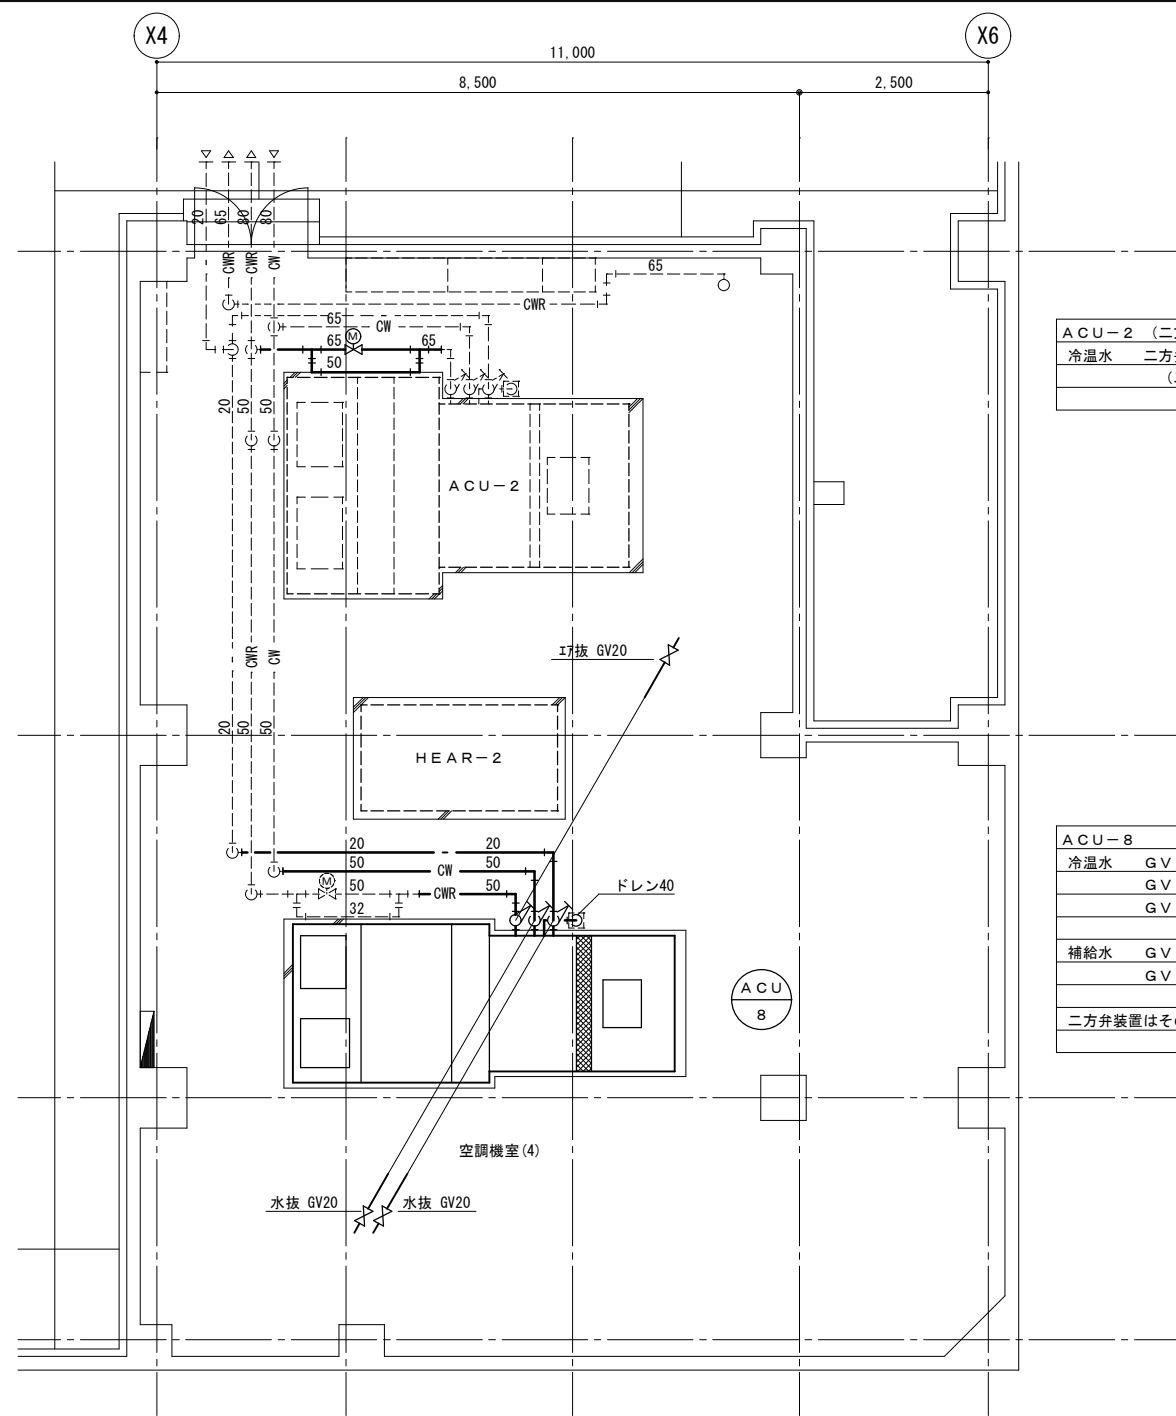 X4
X6
11,000
8,500
2,500
20
65
80
80
CWR
CWR
CW
65
CWR
65
CW
M
65
65
50
20
50
50
ACU-2
CWR
CW
エア抜 GV20
20
50
50
HEAR-2
20
20
50
CW
50
M
50
CWR
50
32
ドレン40
ACU
8
空調機室(4)
水抜 GV20
水抜 GV20
ACU-2 (二
冷温水 二方
(
ACU-8
冷温水 GV
GV
GV
補給水 GV
GV
二方弁装置はそ